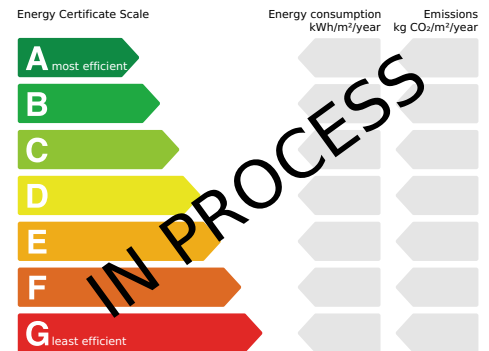 Energy Certificate Scale
Energy consumption
kWh/m²/year
Emissions
kg CO₂/m²/year
A most efficient
B
C
D
E
F
G least efficient
IN PROCESS